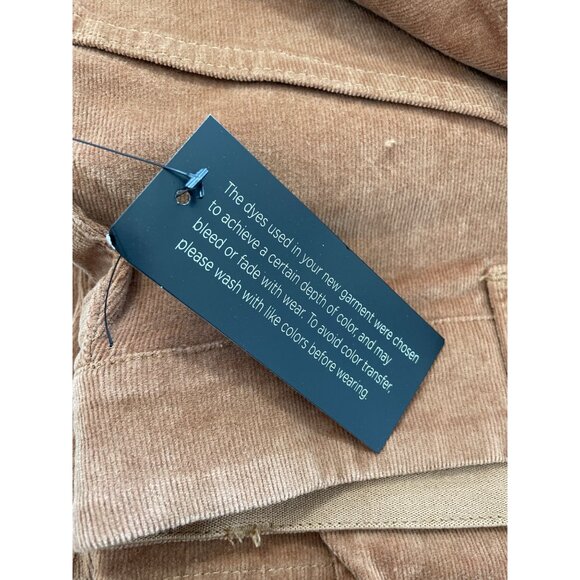 The dyes used in your new garment were chosen
to achieve a certain depth of color, and may
bleed or fade with wear. To avoid color transfer,
please wash with like colors before wearing.